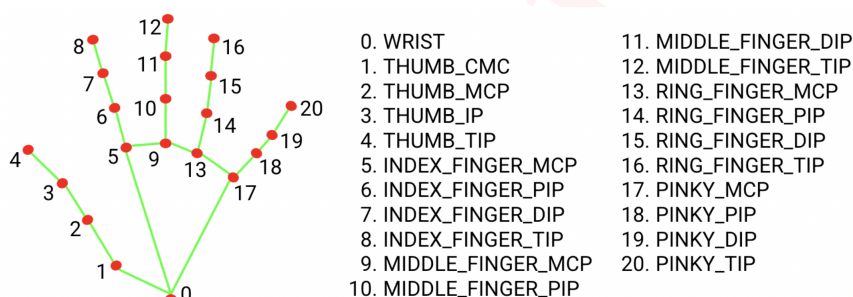 12
8
16
11
7
15
10
20
6
14
19
4
5
9
13
18
3
17
2
1
0
0. WRIST
1. THUMB_CMC
2. THUMB_MCP
3. THUMB_IP
4. THUMB_TIP
5. INDEX_FINGER_MCP
6. INDEX_FINGER_PIP
7. INDEX_FINGER_DIP
8. INDEX_FINGER_TIP
9. MIDDLE_FINGER_MCP
10. MIDDLE_FINGER_PIP
11. MIDDLE_FINGER_DIP
12. MIDDLE_FINGER_TIP
13. RING_FINGER_MCP
14. RING_FINGER_PIP
15. RING_FINGER_DIP
16. RING_FINGER_TIP
17. PINKY_MCP
18. PINKY_PIP
19. PINKY_DIP
20. PINKY_TIP